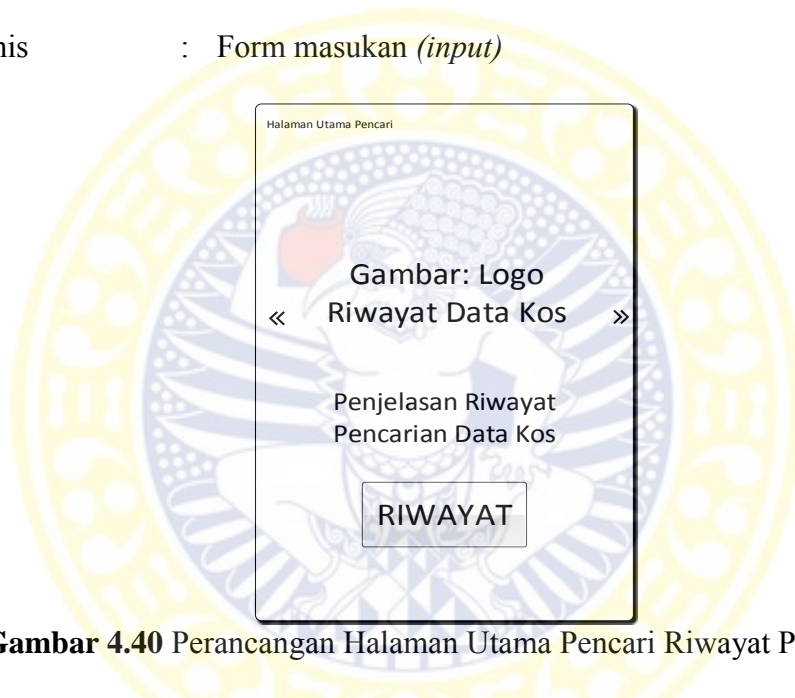 : Form masukan (input)
Halaman Utama Pencari
Gambar: Logo
« Riwayat Data Kos »
Penjelasan Riwayat
Pencarian Data Kos
RIWAYAT
Gambar 4.40 Perancangan Halaman Utama Pencari Riwayat